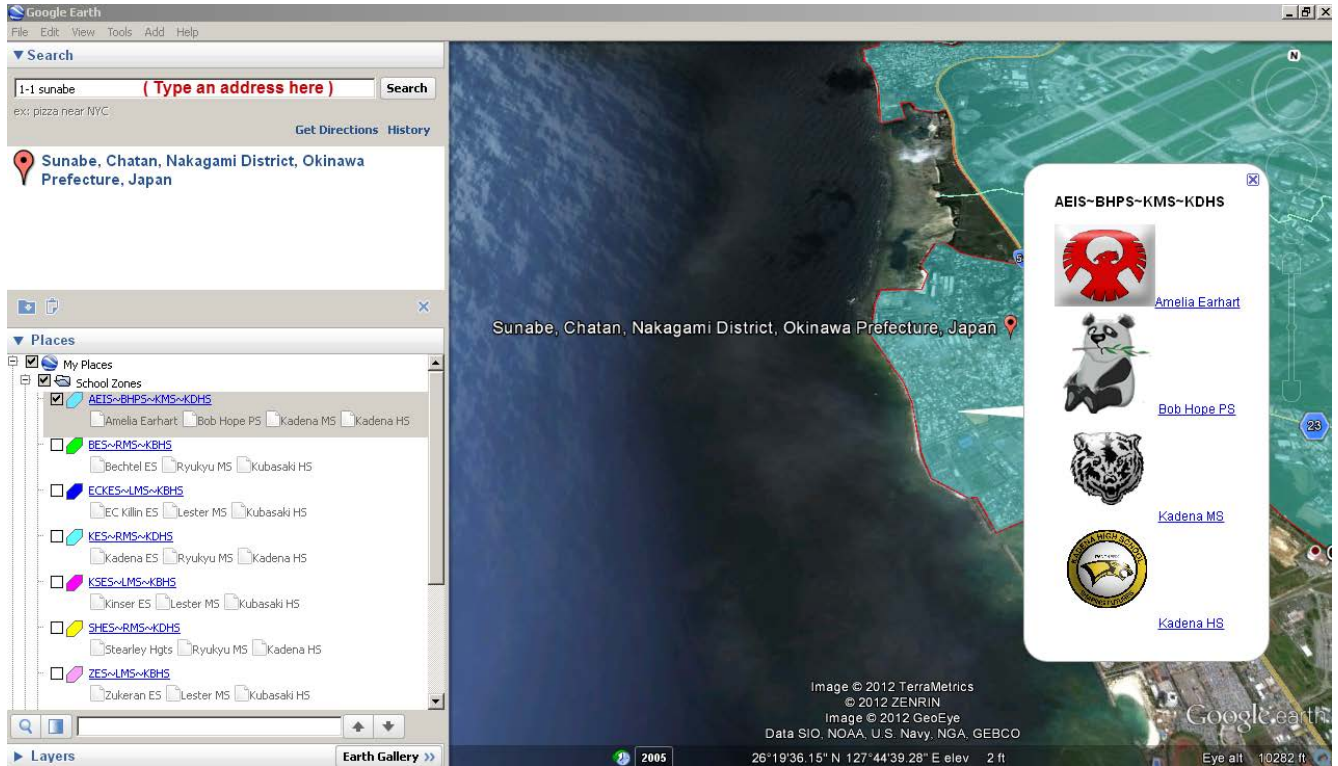 Google Earth
File Edit View Tools Add Help
Search
1-1 sunabe ( Type an address here ) Search
ex: pizza near NYC
Get Directions History
Sunabe, Chatan, Nakagami District, Okinawa
Prefecture, Japan
Places
My Places
School Zones
AEIS~BHPS~KMS~KDHS
Amelia Earhart Bob Hope PS Kadena MS Kadena HS
BES~RMS~KBHS
Bechtel ES Ryukyu MS Kubasaki HS
ECKES~LMS~KBHS
EC Killin ES Lester MS Kubasaki HS
KES~RMS~KDHS
Kadena ES Ryukyu MS Kadena HS
KSES~LMS~KBHS
Kinser ES Lester MS Kubasaki HS
SHES~RMS~KDHS
Stearley Hgts Ryukyu MS Kadena HS
ZES~LMS~KBHS
Zukeran ES Lester MS Kubasaki HS
Layers
Earth Gallery >>
N
Sunabe, Chatan, Nakagami District, Okinawa Prefecture, Japan
AEIS~BHPS~KMS~KDHS
Amelia Earhart
Bob Hope PS
Kadena MS
KADENA HIGH SCHOOL
Kadena HS
23
Image © 2012 TerraMetrics
© 2012 ZENRIN
Image © 2012 GeoEye
Data SIO, NOAA, U.S. Navy, NGA, GEBCO
Google earth
2005
26°19'36.15" N 127°44'39.28" E elev 2 ft
Eye alt 10282 ft